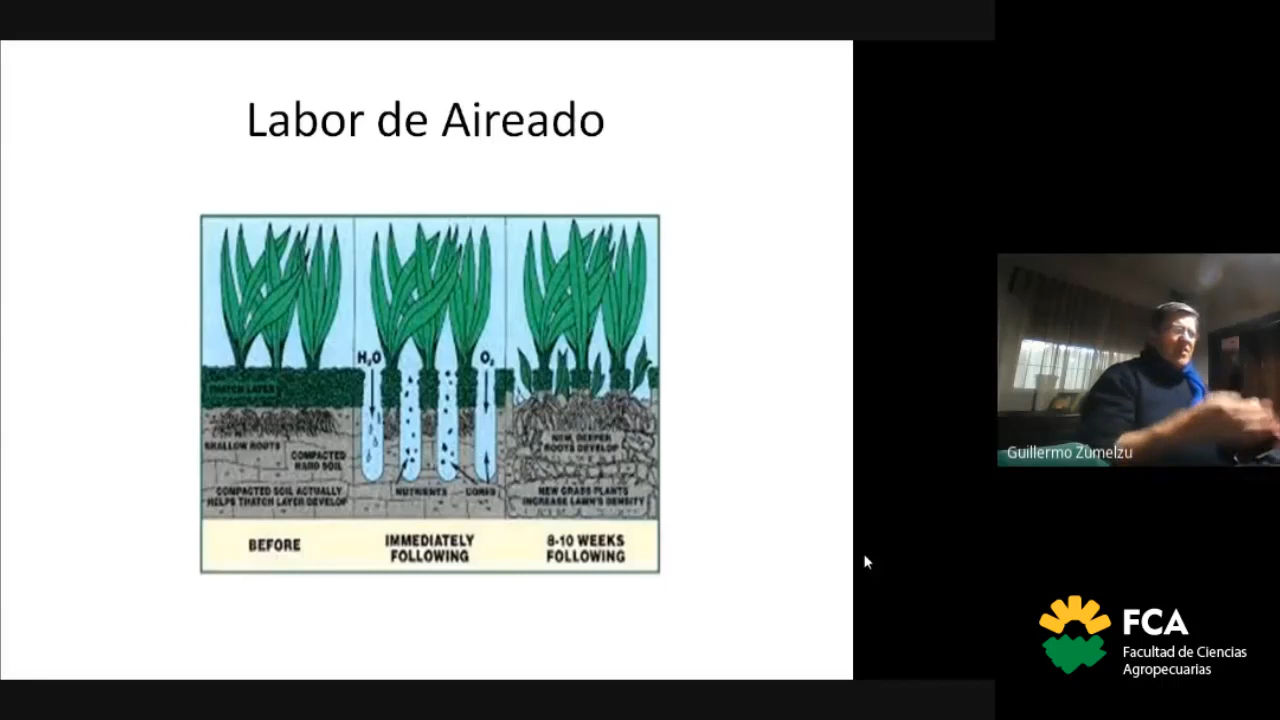 Labor de Aireado
H₂O
O₂
THATCH LAYER
SHALLOW ROOTS
COMPACTED
HARD SOIL
COMPACTED SOIL ACTUALLY
HELPS THATCH LAYER DEVELOP
NUTRIENTS
CORES
NEW, DEEPER
ROOTS DEVELOP
NEW GRASS PLANTS
INCREASE LAWN'S DENSITY
BEFORE
IMMEDIATELY
FOLLOWING
8-10 WEEKS
FOLLOWING
Guillermo Zumelzu
FCA
Facultad de Ciencias
Agropecuarias